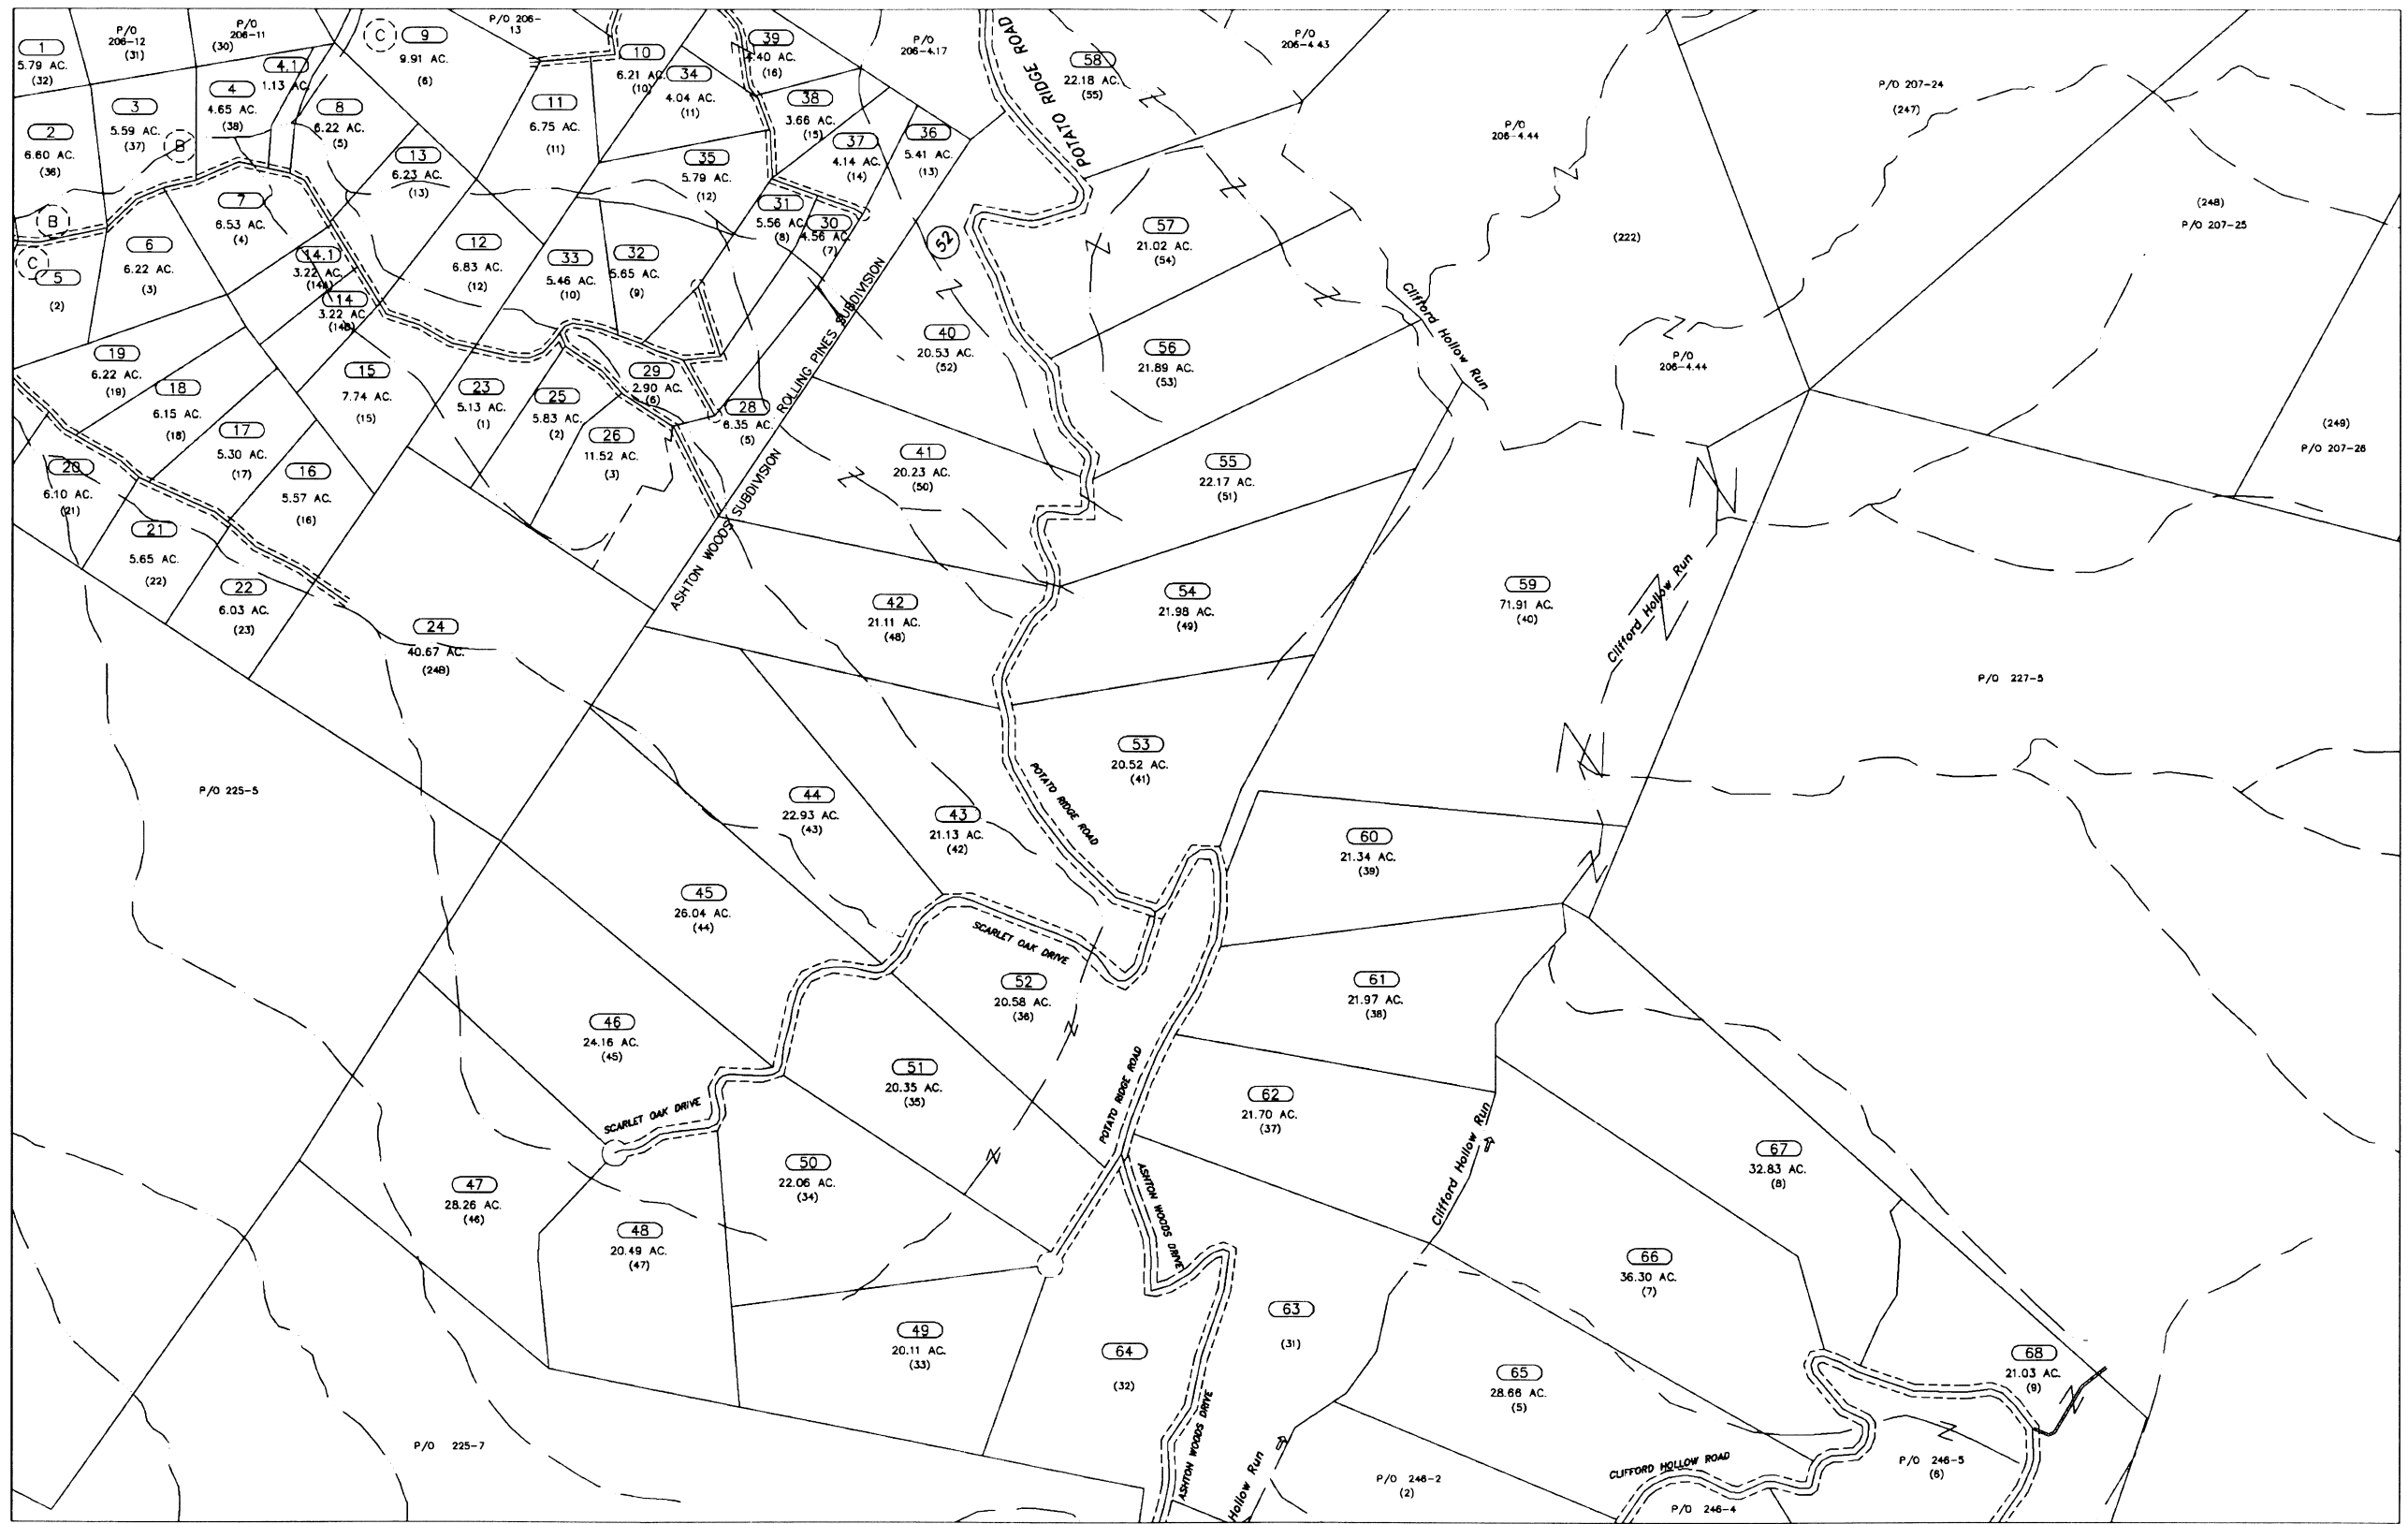 1
5.79 AC.
(32)
P/O
206-12
(31)
P/O
206-11
(30)
C
9
9.91 AC.
(6)
P/O 206-
13
10
6.21 AC.
(10)
34
4.04 AC.
(11)
39
4.40 AC.
(16)
P/O
206-4.17
POTATO RIDGE ROAD
POTATO RIDGE ROAD
58
22.18 AC.
(55)
P/O
206-4.43
P/O 207-24
(247)
2
6.60 AC.
(36)
3
5.59 AC.
(37)
B
4
4.65 AC.
(38)
4.1
1.13 AC.
8
6.22 AC.
(5)
11
6.75 AC.
(11)
38
3.66 AC.
(15)
37
4.14 AC.
(14)
36
5.41 AC.
(13)
P/O
206-4.44
13
6.23 AC.
(13)
35
5.79 AC.
(12)
B
C
5
(2)
6
6.22 AC.
(3)
7
6.53 AC.
(4)
14.1
3.22 AC.
(14A)
14
3.22 AC.
(14B)
12
6.83 AC.
(12)
33
5.46 AC.
(10)
32
5.65 AC.
(9)
31
5.56 AC.
(8)
30
4.56 AC.
(7)
52
57
21.02 AC.
(54)
(222)
(248)
P/O 207-25
19
6.22 AC.
(19)
18
6.15 AC.
(18)
17
5.30 AC.
(17)
15
7.74 AC.
(15)
23
5.13 AC.
(1)
25
5.83 AC.
(2)
29
2.90 AC.
(6)
28
6.35 AC.
(5)
ROLLING PINES SUBDIVISION
ASHTON WOODS SUBDIVISION
40
20.53 AC.
(52)
56
21.89 AC.
(53)
Clifford Hollow Run
P/O
206-4.44
20
6.10 AC.
(21)
16
5.57 AC.
(16)
26
11.52 AC.
(3)
41
20.23 AC.
(50)
55
22.17 AC.
(51)
(249)
P/O 207-26
21
5.65 AC.
(22)
22
6.03 AC.
(23)
24
40.67 AC.
(24B)
42
21.11 AC.
(48)
54
21.98 AC.
(49)
59
71.91 AC.
(40)
Clifford Hollow Run
P/O 227-5
P/O 225-5
44
22.93 AC.
(43)
43
21.13 AC.
(42)
POTATO RIDGE ROAD
53
20.52 AC.
(41)
60
21.34 AC.
(39)
45
26.04 AC.
(44)
SCARLET OAK DRIVE
52
20.58 AC.
(36)
61
21.97 AC.
(38)
46
24.16 AC.
(45)
51
20.35 AC.
(35)
POTATO RIDGE ROAD
62
21.70 AC.
(37)
SCARLET OAK DRIVE
Clifford Hollow Run
47
28.26 AC.
(46)
50
22.06 AC.
(34)
ASHTON WOODS DRIVE
67
32.83 AC.
(8)
48
20.49 AC.
(47)
66
36.30 AC.
(7)
49
20.11 AC.
(33)
64
(32)
63
(31)
65
28.66 AC.
(5)
68
21.03 AC.
(9)
P/O 225-7
ASHTON WOODS DRIVE
Hollow Run
P/O 246-2
(2)
CLIFFORD HOLLOW ROAD
P/O 246-4
P/O 246-5
(6)